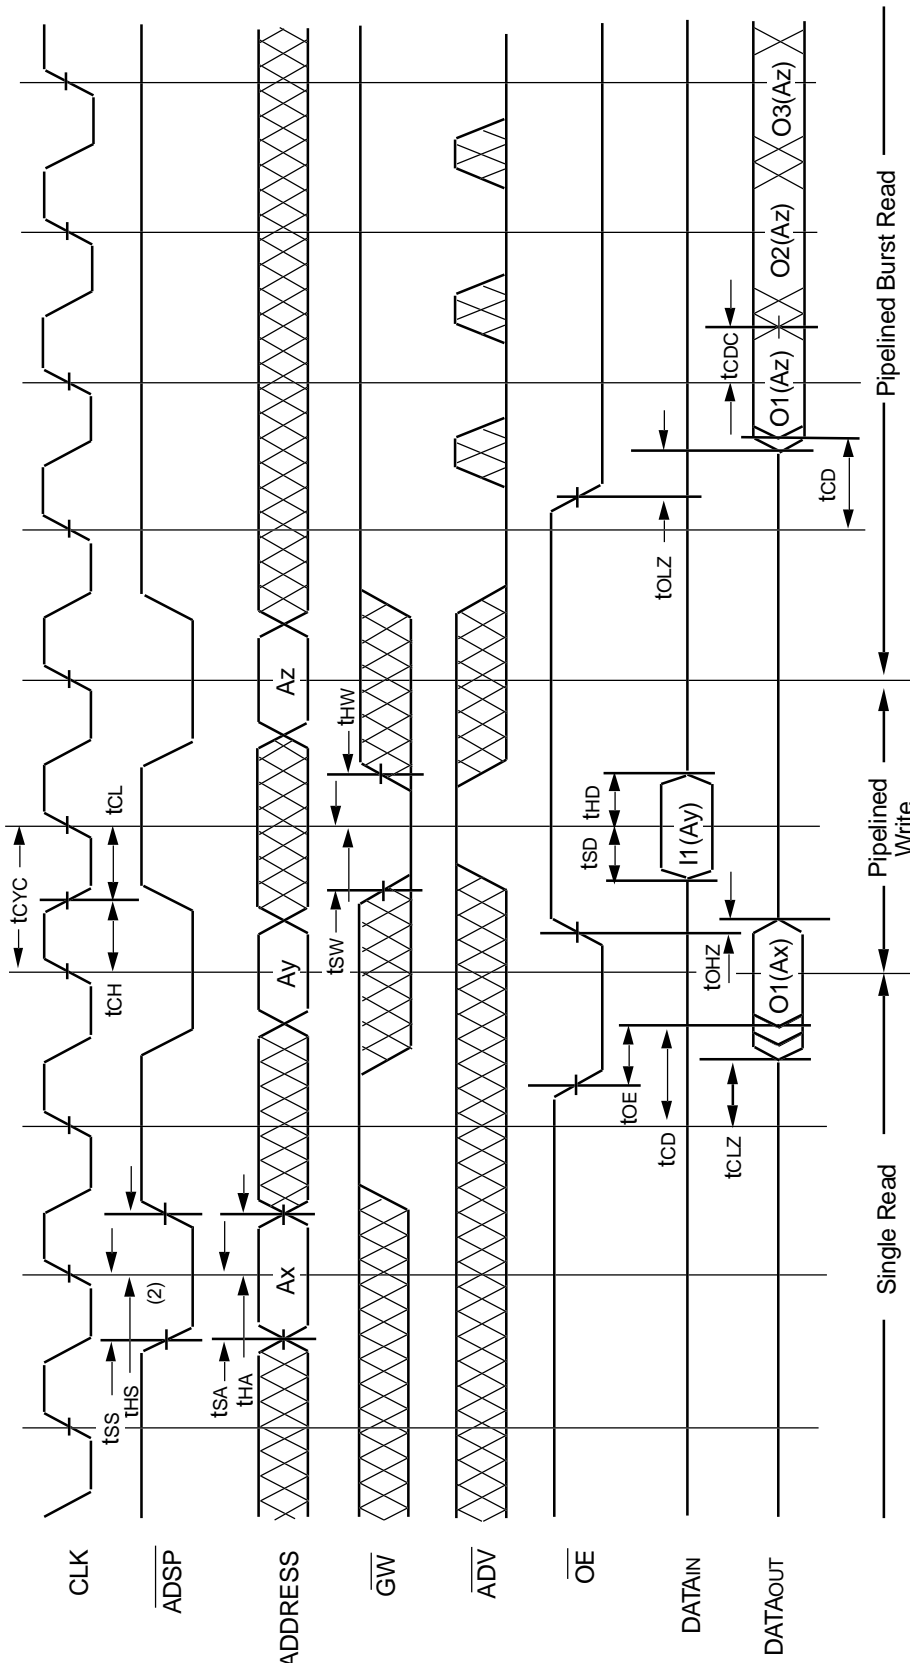 tCYC
tCH
tCL
CLK
tSS
tHS
(2)
ADSP
tSA
tHA
ADDRESS
Ax
Ay
Az
tSW
tHW
GW
ADV
OE
tOE
tOLZ
tSD
tHD
DATAIN
I1(Ay)
tCD
tOHZ
tCLZ
tCDC
tCD
DATAOUT
O1(Ax)
O1(Az)
O2(Az)
O3(Az)
Single Read
Pipelined
Write
Pipelined Burst Read